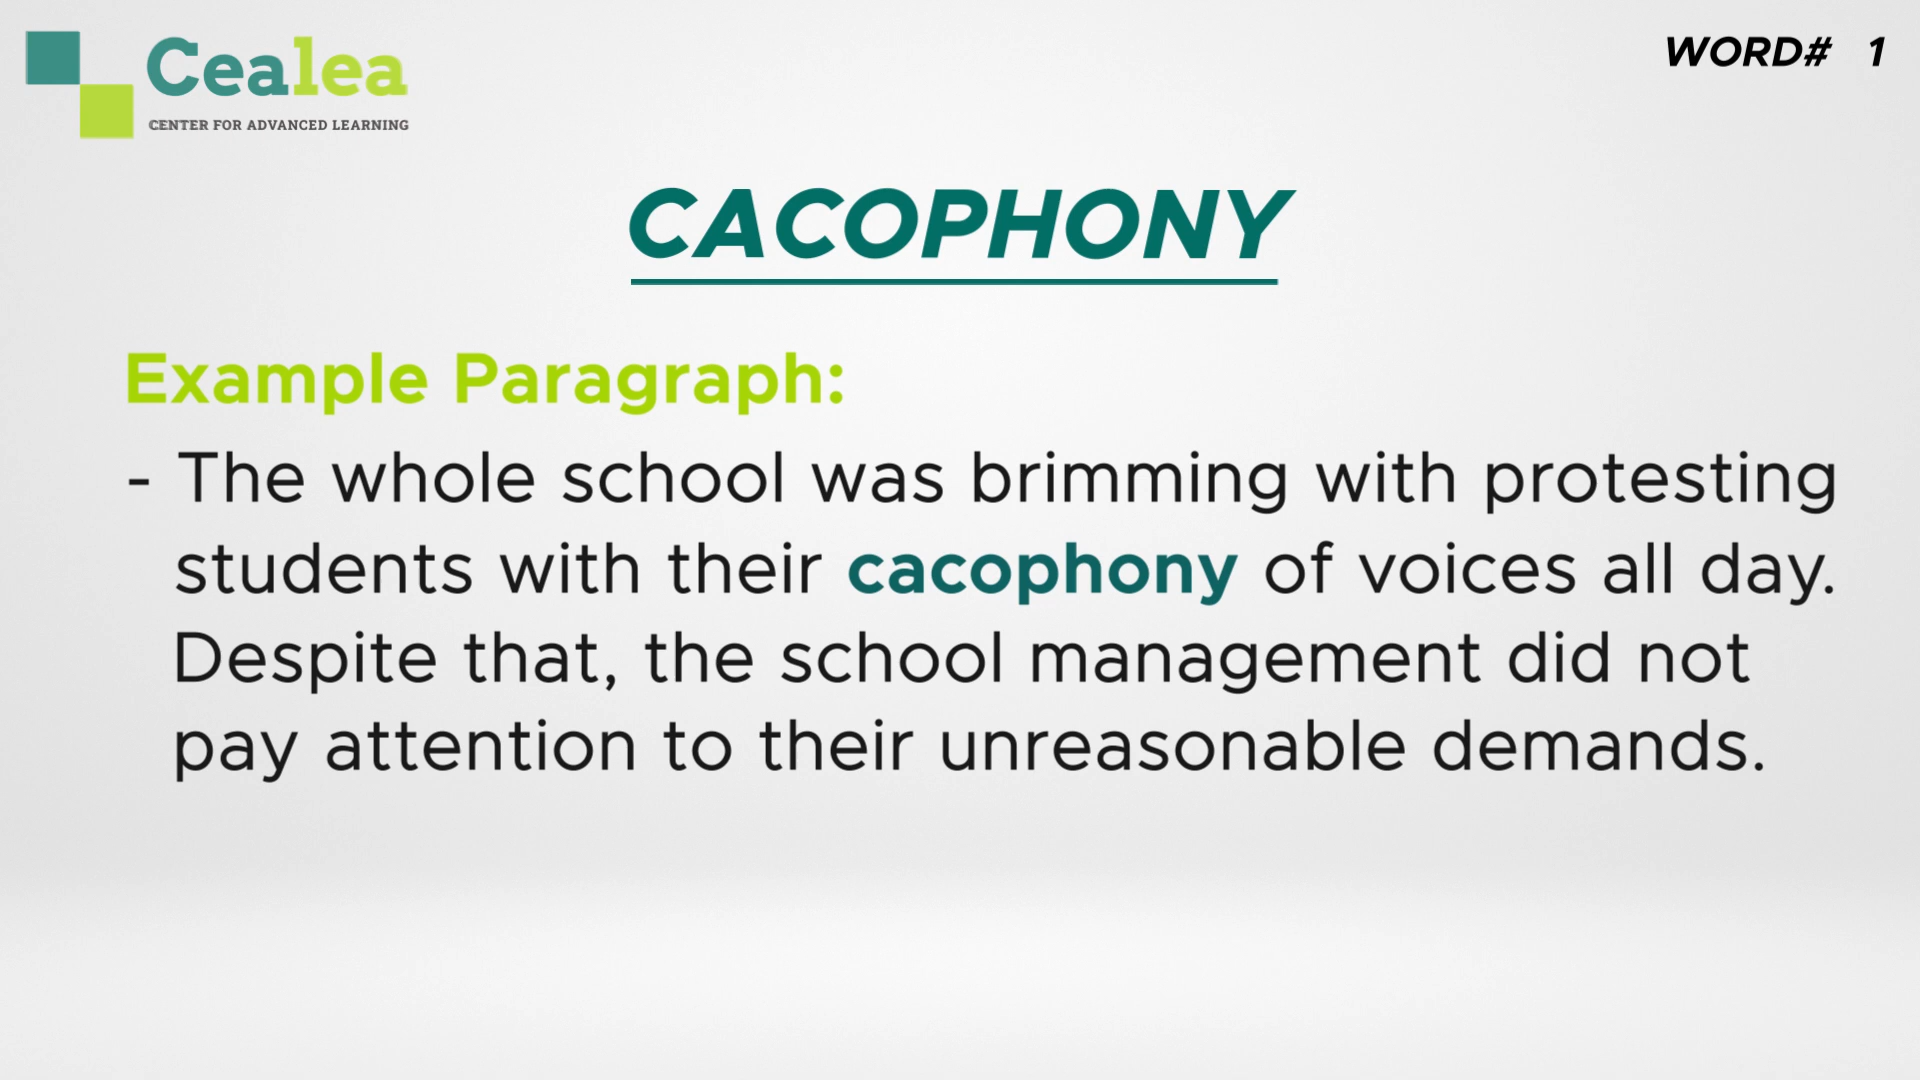 Cealea
CENTER FOR ADVANCED LEARNING
WORD# 1
CACOPHONY
Example Paragraph:
- The whole school was brimming with protesting
students with their cacophony of voices all day.
Despite that, the school management did not
pay attention to their unreasonable demands.